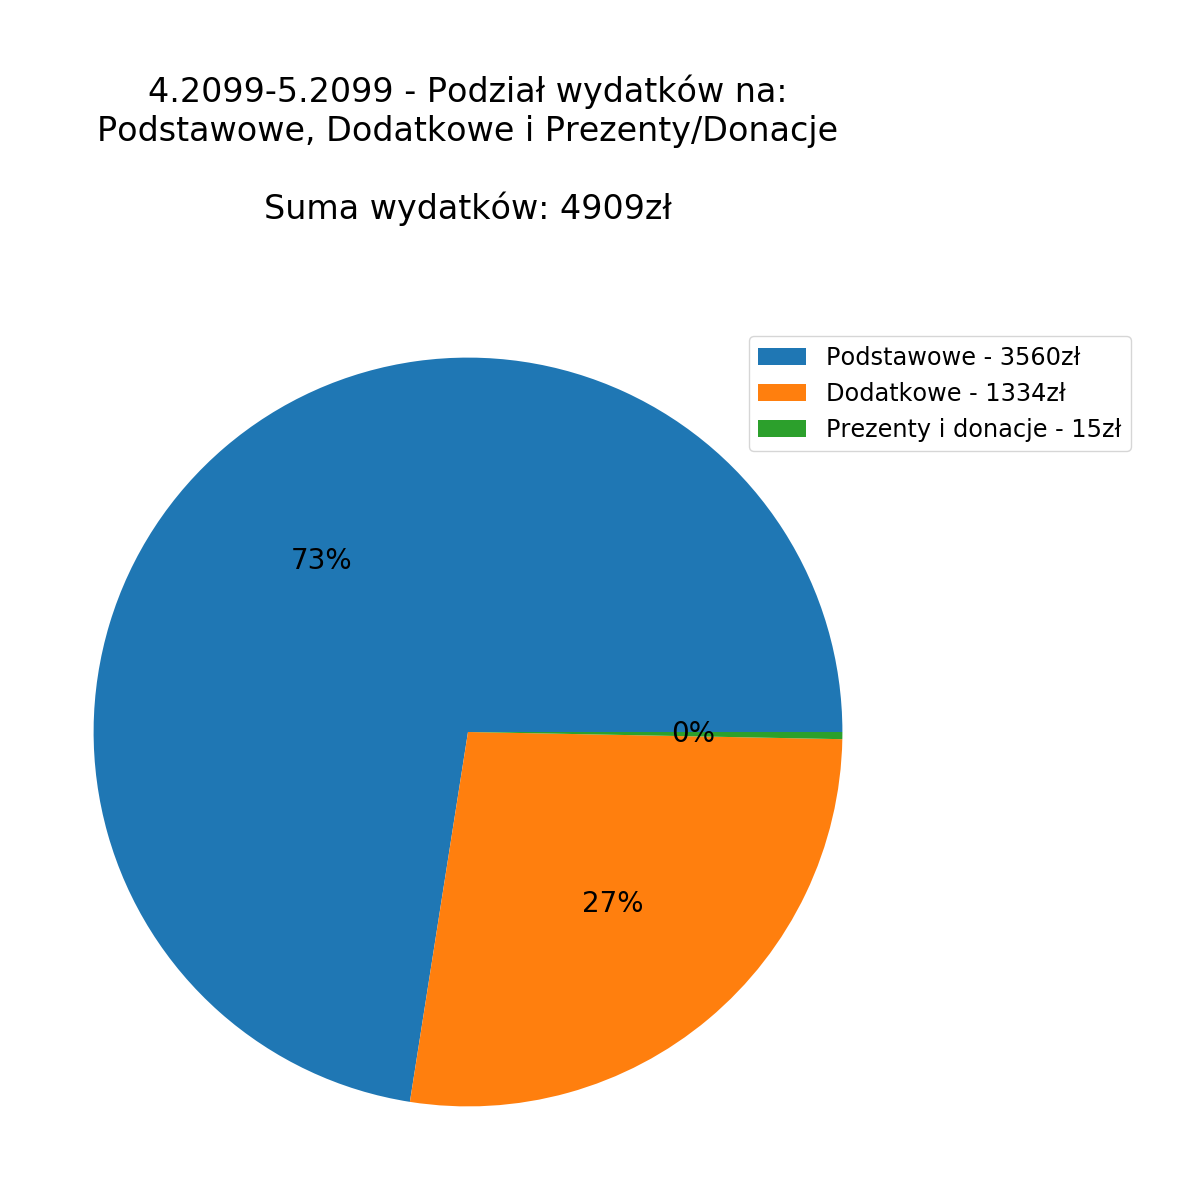 4.2099-5.2099 - Podział wydatków na:
Podstawowe, Dodatkowe i Prezenty/Donacje
Suma wydatków: 4909zł
Podstawowe - 3560zł
Dodatkowe - 1334zł
Prezenty i donacje - 15zł
73%
0%
27%